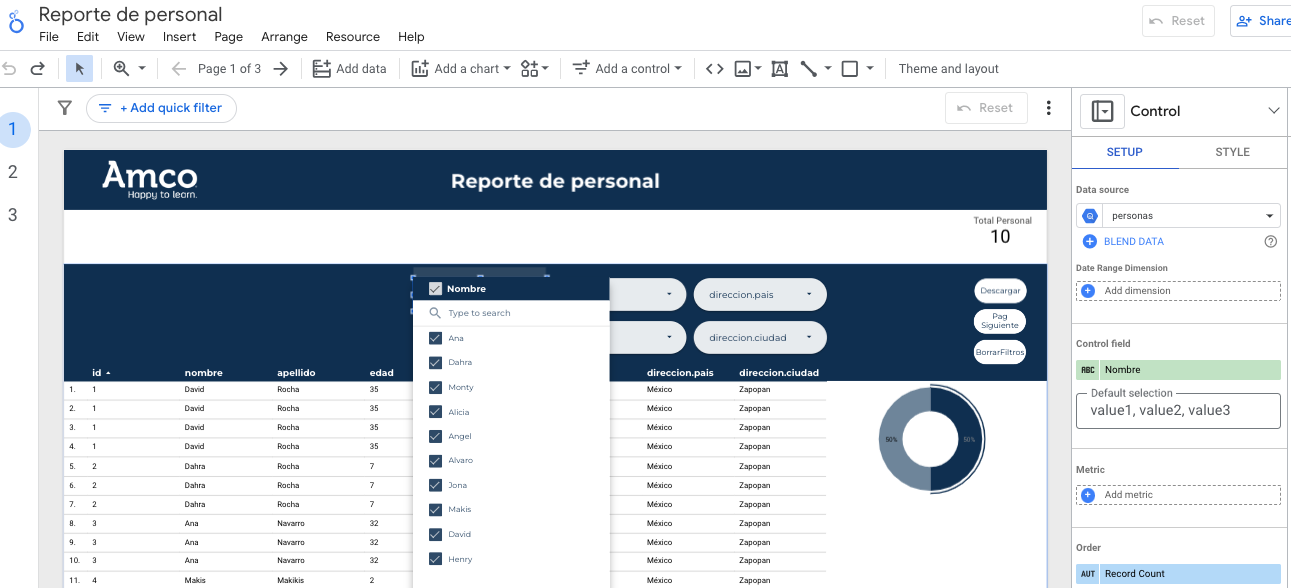 Reporte de personal
Reset
Share
File Edit View Insert Page Arrange Resource Help
Page 1 of 3
Add data
Add a chart
Add a control
Theme and layout
+ Add quick filter
Reset
1
2
3
Amco
Happy to learn.
Reporte de personal
Total Personal
10
Nombre
Type to search
Ana
Dahra
Monty
Alicia
Angel
Alvaro
Jona
Makis
David
Henry
direccion.pais
direccion.ciudad
Descargar
Pag
Siguiente
BorrarFiltros
id nombre apellido edad direccion.pais direccion.ciudad
1. 1 David Rocha 35 México Zapopan
2. 1 David Rocha 35 México Zapopan
3. 1 David Rocha 35 México Zapopan
4. 1 David Rocha 35 México Zapopan
5. 2 Dahra Rocha 7 México Zapopan
6. 2 Dahra Rocha 7 México Zapopan
7. 2 Dahra Rocha 7 México Zapopan
8. 3 Ana Navarro 32 México Zapopan
9. 3 Ana Navarro 32 México Zapopan
10. 3 Ana Navarro 32 México Zapopan
11. 4 Makis Makikis 2 México Zapopan
50% 50%
Control
SETUP STYLE
Data source
personas
BLEND DATA
Date Range Dimension
Add dimension
Control field
ABC Nombre
Default selection
value1, value2, value3
Metric
Add metric
Order
AUT Record Count